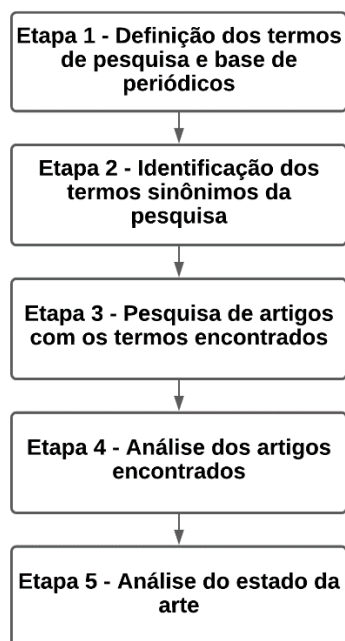 Etapa 1 - Definição dos termos
de pesquisa e base de
periódicos
Etapa 2 - Identificação dos
termos sinônimos da
pesquisa
Etapa 3 - Pesquisa de artigos
com os termos encontrados
Etapa 4 - Análise dos artigos
encontrados
Etapa 5 - Análise do estado da
arte